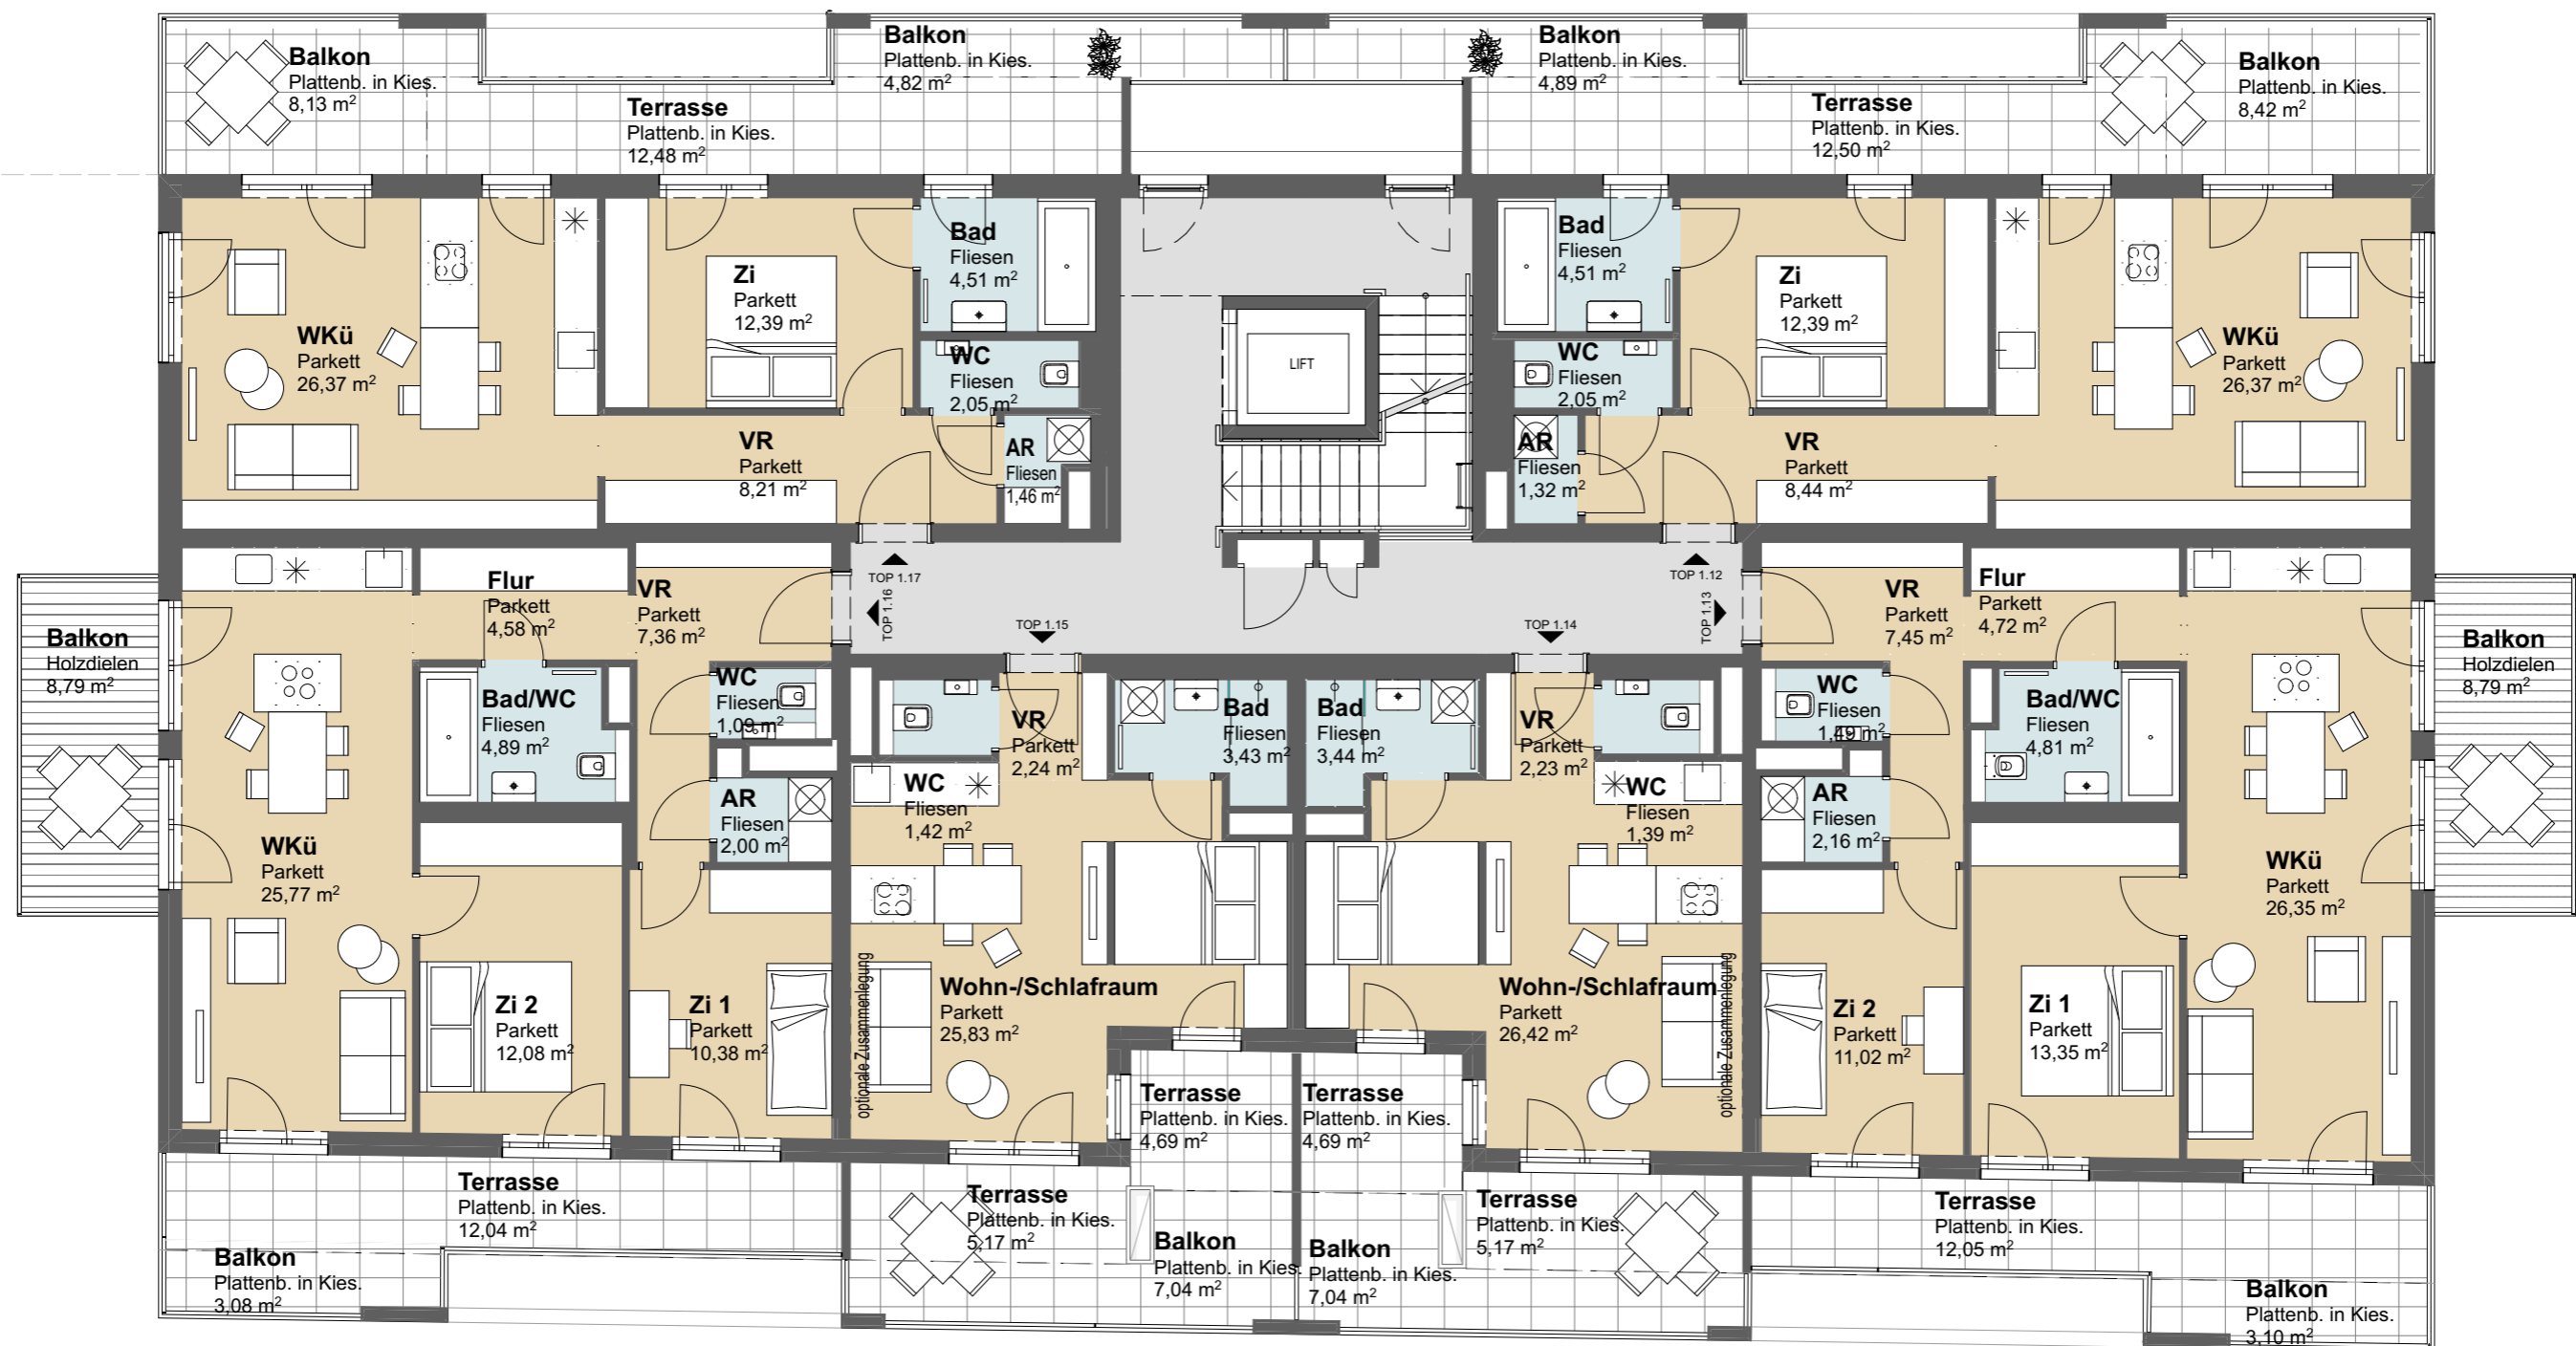 Balkon
Plattenb. in Kies.
8,13 m²
Terrasse
Plattenb. in Kies.
12,48 m²
Balkon
Plattenb. in Kies.
4,82 m²
Balkon
Plattenb. in Kies.
4,89 m²
Terrasse
Plattenb. in Kies.
12,50 m²
Balkon
Plattenb. in Kies.
8,42 m²
WKü
Parkett
26,37 m²
Zi
Parkett
12,39 m²
Bad
Fliesen
4,51 m²
WC
Fliesen
2,05 m²
VR
Parkett
8,21 m²
AR
Fliesen
1,46 m²
LIFT
Bad
Fliesen
4,51 m²
WC
Fliesen
2,05 m²
AR
Fliesen
1,32 m²
Zi
Parkett
12,39 m²
VR
Parkett
8,44 m²
WKü
Parkett
26,37 m²
TOP 1.17
TOP 1.16
TOP 1.15
TOP 1.14
TOP 1.13
TOP 1.12
Balkon
Holzdielen
8,79 m²
Flur
Parkett
4,58 m²
VR
Parkett
7,36 m²
Bad/WC
Fliesen
4,89 m²
WC
Fliesen
1,09 m²
AR
Fliesen
2,00 m²
WKü
Parkett
25,77 m²
Zi 2
Parkett
12,08 m²
Zi 1
Parkett
10,38 m²
VR
Parkett
2,24 m²
Bad
Fliesen
3,43 m²
WC
Fliesen
1,42 m²
Wohn-/Schlafraum
Parkett
25,83 m²
optionale Zusammenlegung
Bad
Fliesen
3,44 m²
VR
Parkett
2,23 m²
WC
Fliesen
1,39 m²
Wohn-/Schlafraum
Parkett
26,42 m²
optionale Zusammenlegung
VR
Parkett
7,45 m²
Flur
Parkett
4,72 m²
WC
Fliesen
1,49 m²
Bad/WC
Fliesen
4,81 m²
AR
Fliesen
2,16 m²
WKü
Parkett
26,35 m²
Zi 2
Parkett
11,02 m²
Zi 1
Parkett
13,35 m²
Balkon
Holzdielen
8,79 m²
Terrasse
Plattenb. in Kies.
4,69 m²
Terrasse
Plattenb. in Kies.
4,69 m²
Terrasse
Plattenb. in Kies.
12,04 m²
Balkon
Plattenb. in Kies.
3,08 m²
Terrasse
Plattenb. in Kies.
5,17 m²
Balkon
Plattenb. in Kies.
7,04 m²
Balkon
Plattenb. in Kies.
7,04 m²
Terrasse
Plattenb. in Kies.
5,17 m²
Terrasse
Plattenb. in Kies.
12,05 m²
Balkon
Plattenb. in Kies.
3,10 m²